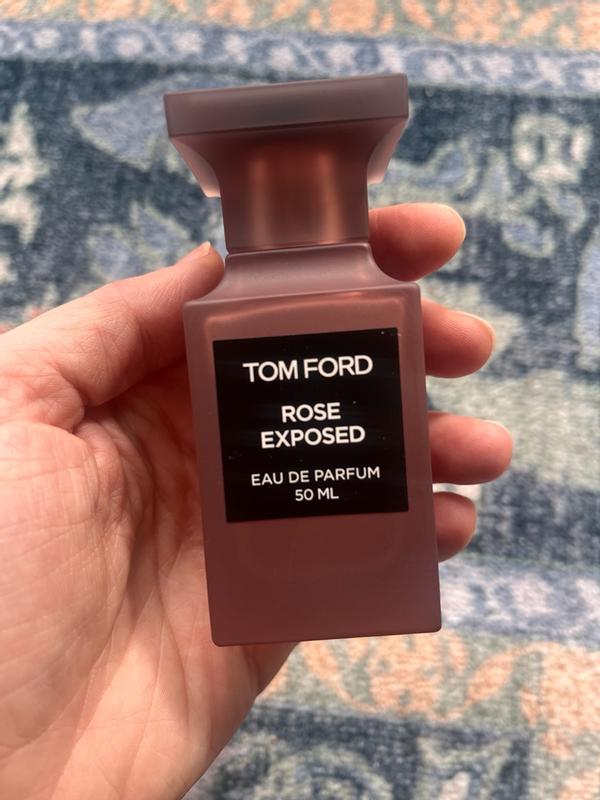 TOM FORD
ROSE
EXPOSED
EAU DE PARFUM
50 ML